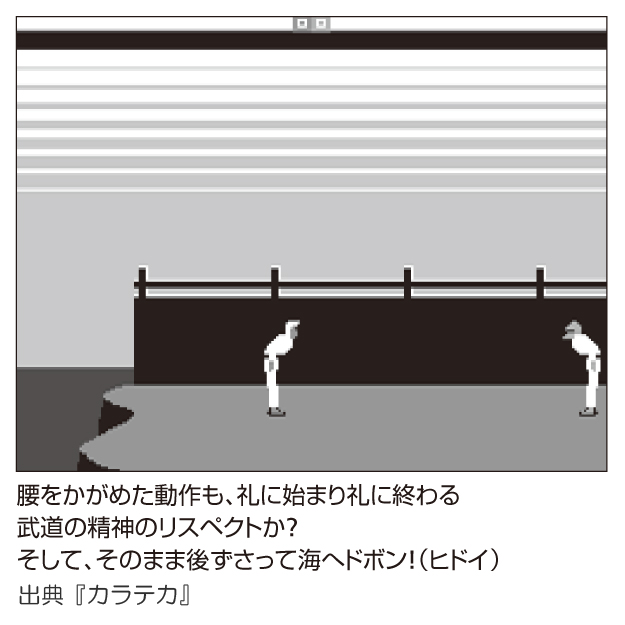 腰をかがめた動作も、礼に始まり礼に終わる
武道の精神のリスペクトか?
そして、そのまま後ずさって海へドボン!(ヒドイ)
出典『カラテカ』